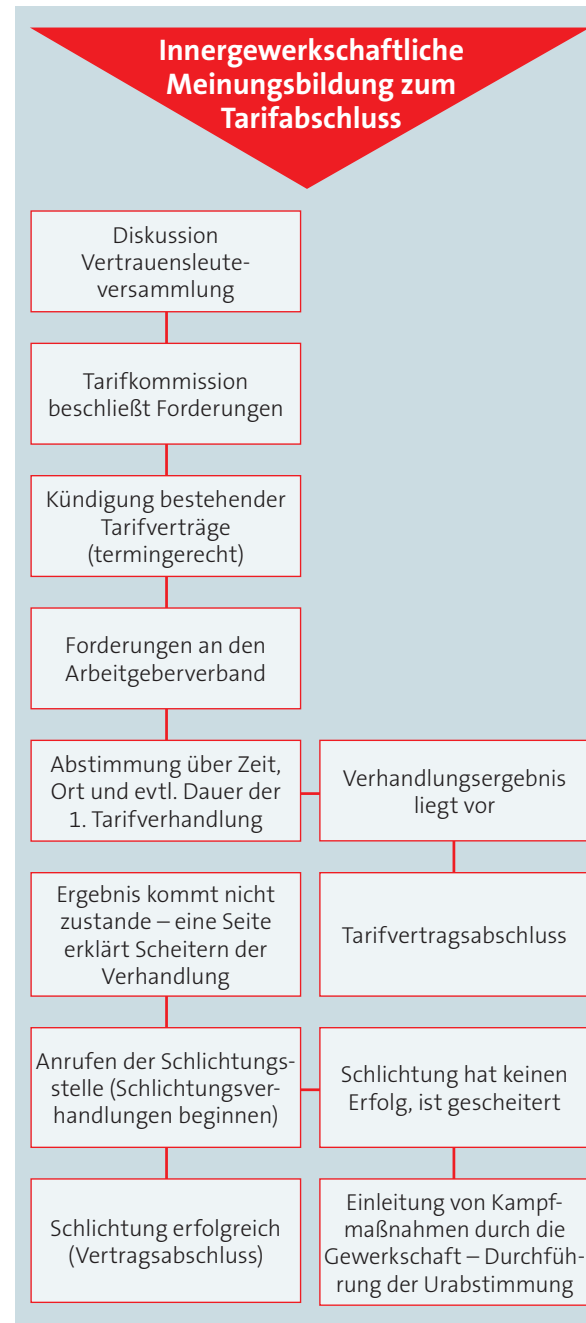 Innergewerkschaftliche
Meinungsbildung zum
Tarifabschluss
Diskussion
Vertrauensleute-
versammlung
Tarifkommission
beschließt Forderungen
Kündigung bestehender
Tarifverträge
(termingerecht)
Forderungen an den
Arbeitgeberverband
Abstimmung über Zeit,
Ort und evtl. Dauer der
1. Tarifverhandlung
Verhandlungsergebnis
liegt vor
Ergebnis kommt nicht
zustande – eine Seite
erklärt Scheitern der
Verhandlung
Tarifvertragsabschluss
Anrufen der Schlichtungs-
stelle (Schlichtungsver-
handlungen beginnen)
Schlichtung hat keinen
Erfolg, ist gescheitert
Schlichtung erfolgreich
(Vertragsabschluss)
Einleitung von Kampf-
maßnahmen durch die
Gewerkschaft – Durchfüh-
rung der Urabstimmung